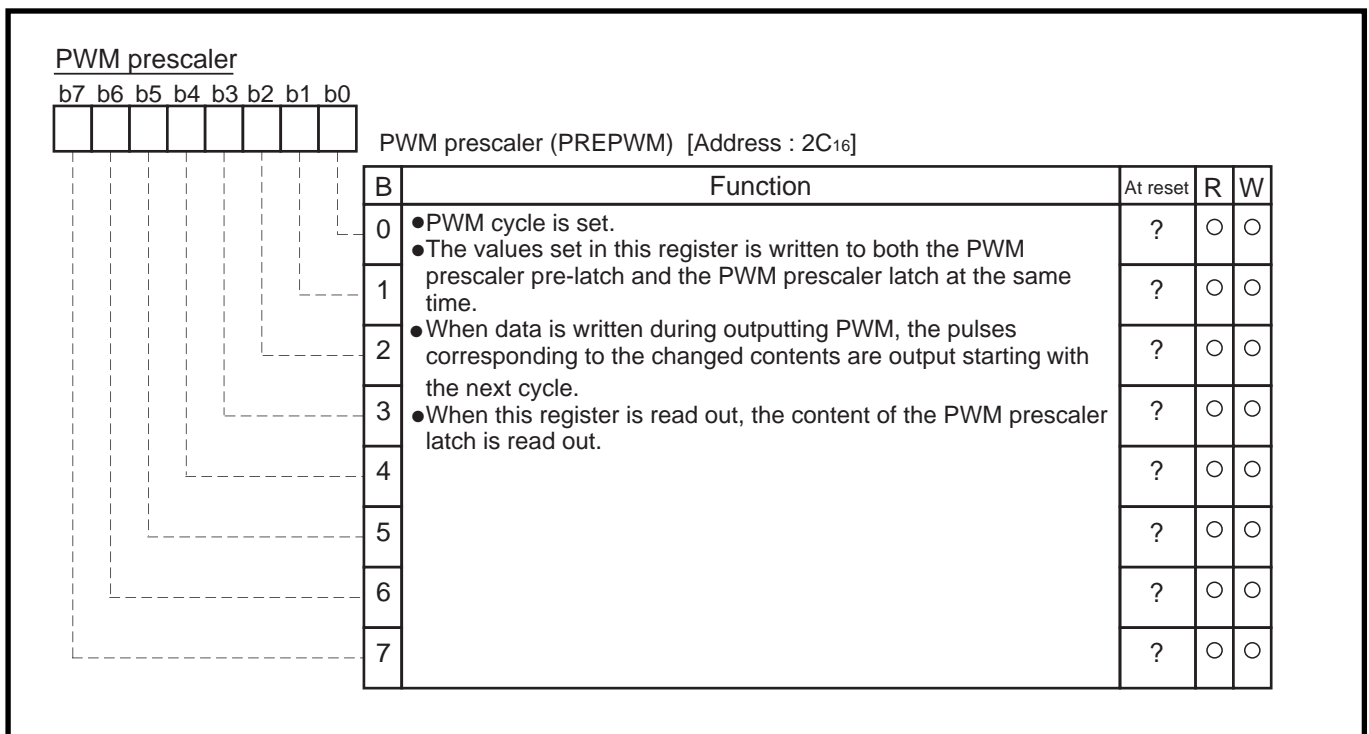 PWM prescaler
b7 b6 b5 b4 b3 b2 b1 b0
PWM prescaler (PREPWM) [Address : 2C16]
B Function At reset R W
0 ●PWM cycle is set. ? ○ ○
●The values set in this register is written to both the PWM
prescaler pre-latch and the PWM prescaler latch at the same
1 time. ? ○ ○
●When data is written during outputting PWM, the pulses
2 corresponding to the changed contents are output starting with ? ○ ○
the next cycle.
3 ●When this register is read out, the content of the PWM prescaler ? ○ ○
latch is read out.
4 ? ○ ○
5 ? ○ ○
6 ? ○ ○
7 ? ○ ○